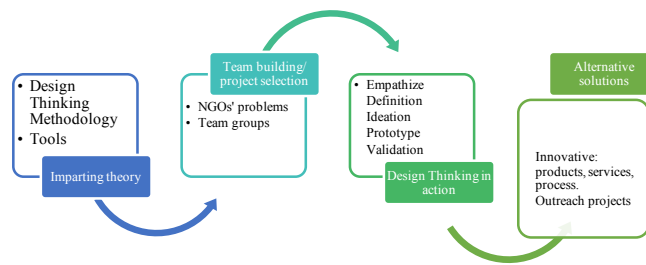 • Design
Thinking
Methodology
• Tools
Imparting theory
Team building/
project selection
• NGOs' problems
• Team groups
• Empathize
Definition
Ideation
Prototype
Validation
Design Thinking in
action
Alternative
solutions
Innovative:
products, services,
process.
Outreach projects